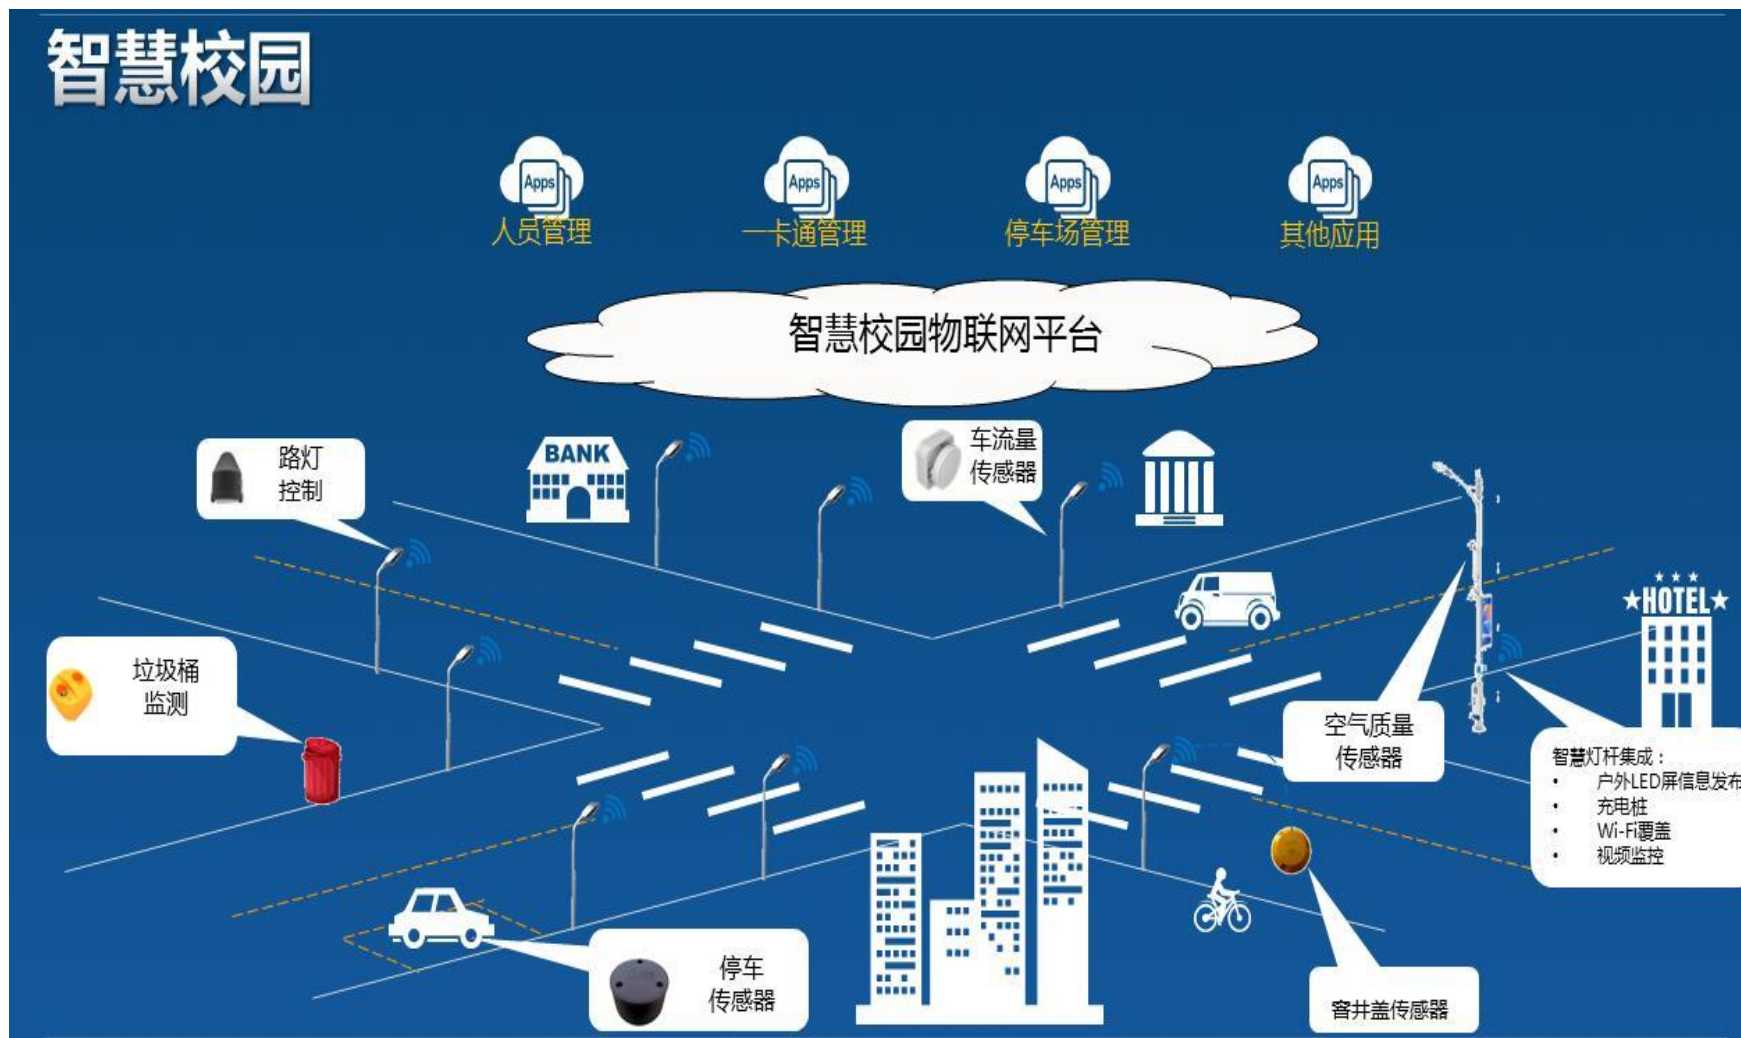 智慧校园
Apps
Apps
Apps
Apps
人员管理
一卡通管理
停车场管理
其他应用
智慧校园物联网平台
路灯
控制
BANK
车流量
传感器
★HOTEL★
垃圾桶
监测
空气质量
传感器
智慧灯杆集成：
• 户外LED屏信息发布
• 充电桩
• Wi-Fi覆盖
• 视频监控
停车
传感器
窨井盖传感器